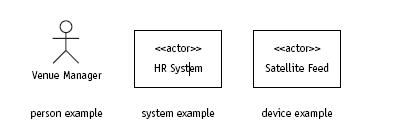 <<actor>>
<<actor>>
HR System
Satellite Feed
Venue Manager
person example
system example
device example